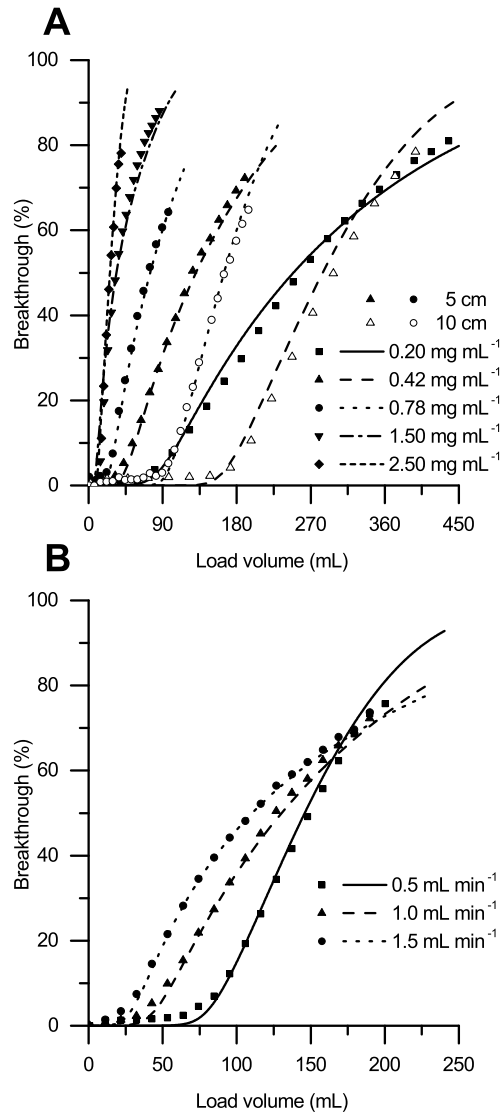 A
100
80
60
40
20
0
Breakthrough (%)
5 cm
10 cm
0.20 mg mL⁻¹
0.42 mg mL⁻¹
0.78 mg mL⁻¹
1.50 mg mL⁻¹
2.50 mg mL⁻¹
0 90 180 270 360 450
Load volume (mL)
B
100
80
60
40
20
0
Breakthrough (%)
0.5 mL min⁻¹
1.0 mL min⁻¹
1.5 mL min⁻¹
0 50 100 150 200 250
Load volume (mL)